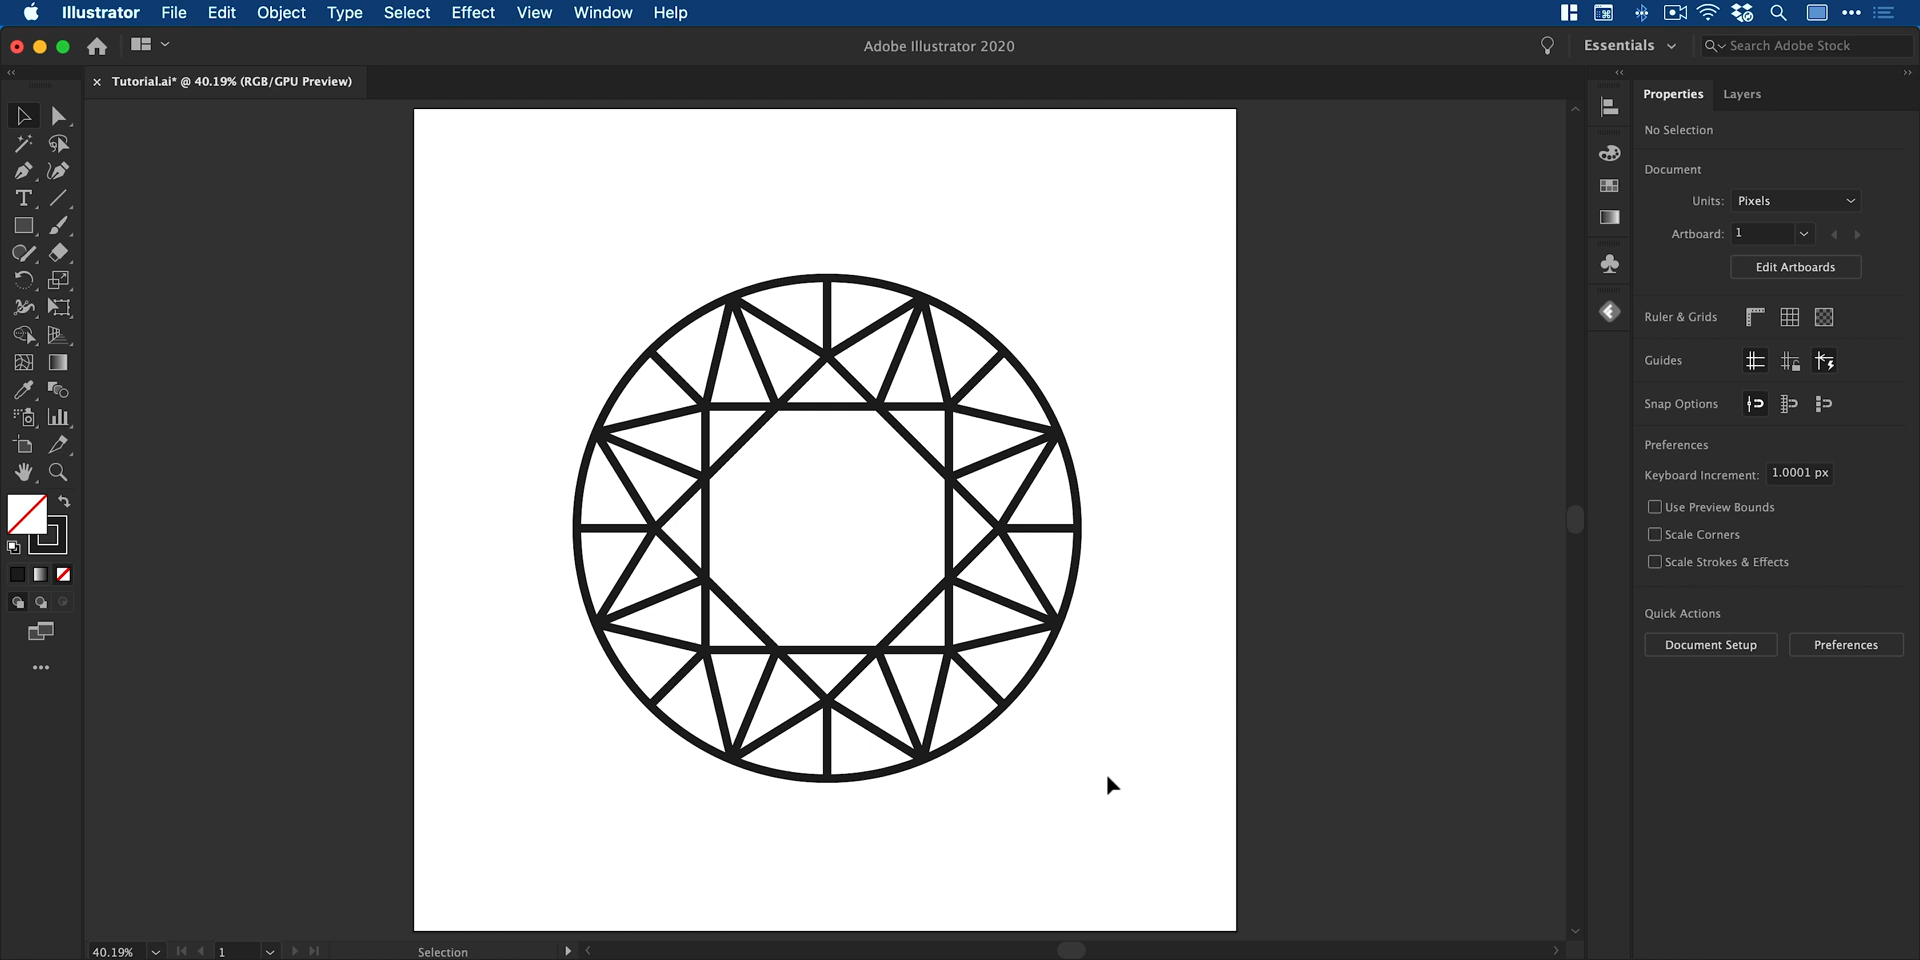 Illustrator File Edit Object Type Select Effect View Window Help
Adobe Illustrator 2020
Essentials
Search Adobe Stock
Tutorial.ai* @ 40.19% (RGB/GPU Preview)
Properties Layers
No Selection
Document
Units: Pixels
Artboard: 1
Edit Artboards
Ruler & Grids
Guides
Snap Options
Preferences
Keyboard Increment: 1.0001 px
Use Preview Bounds
Scale Corners
Scale Strokes & Effects
Quick Actions
Document Setup Preferences
40.19% 1 Selection